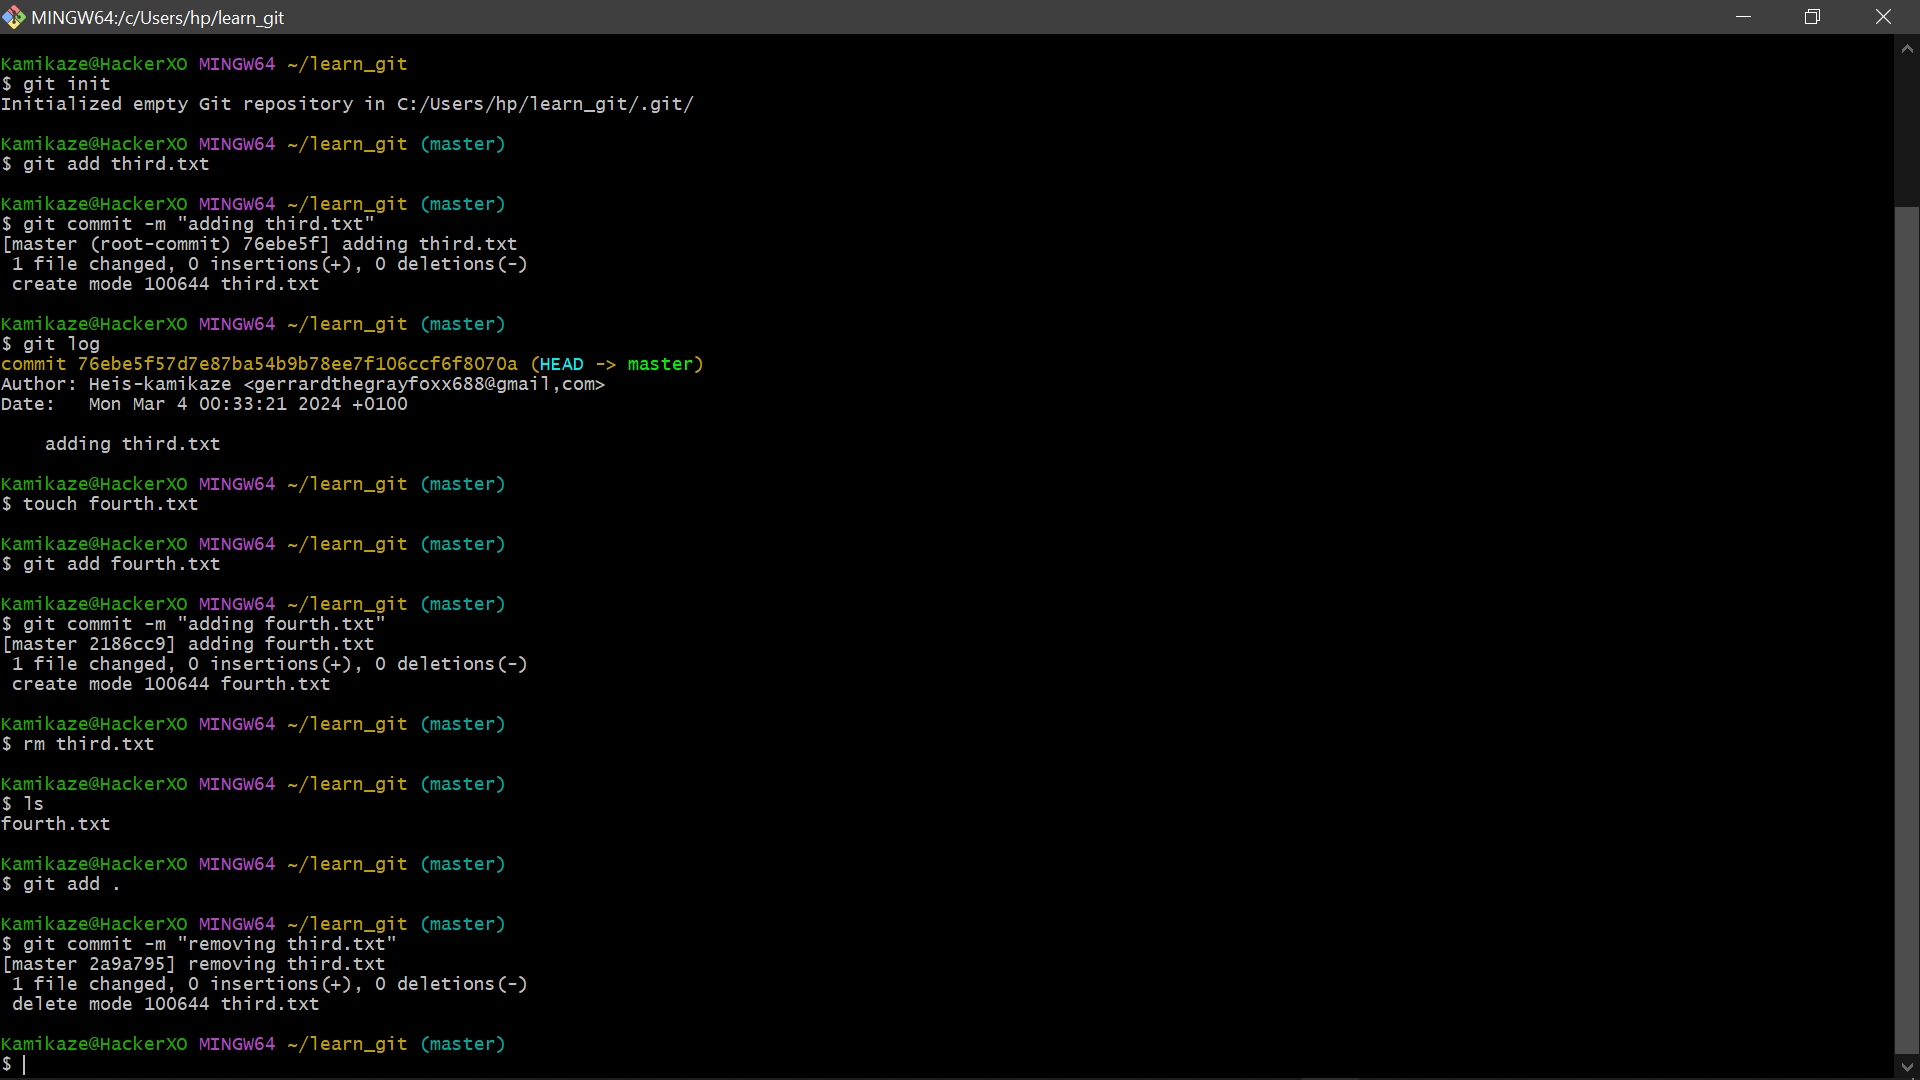 MINGW64:/c/Users/hp/learn_git
Kamikaze@HackerXO MINGW64 ~/learn_git
$ git init
Initialized empty Git repository in C:/Users/hp/learn_git/.git/
Kamikaze@HackerXO MINGW64 ~/learn_git (master)
$ git add third.txt
Kamikaze@HackerXO MINGW64 ~/learn_git (master)
$ git commit -m "adding third.txt"
[master (root-commit) 76ebe5f] adding third.txt
 1 file changed, 0 insertions(+), 0 deletions(-)
 create mode 100644 third.txt
Kamikaze@HackerXO MINGW64 ~/learn_git (master)
$ git log
commit 76ebe5f57d7e87ba54b9b78ee7f106ccf6f8070a (HEAD -> master)
Author: Heis-kamikaze <gerrardthegrayfoxx688@gmail,com>
Date:   Mon Mar 4 00:33:21 2024 +0100
    adding third.txt
Kamikaze@HackerXO MINGW64 ~/learn_git (master)
$ touch fourth.txt
Kamikaze@HackerXO MINGW64 ~/learn_git (master)
$ git add fourth.txt
Kamikaze@HackerXO MINGW64 ~/learn_git (master)
$ git commit -m "adding fourth.txt"
[master 2186cc9] adding fourth.txt
 1 file changed, 0 insertions(+), 0 deletions(-)
 create mode 100644 fourth.txt
Kamikaze@HackerXO MINGW64 ~/learn_git (master)
$ rm third.txt
Kamikaze@HackerXO MINGW64 ~/learn_git (master)
$ ls
fourth.txt
Kamikaze@HackerXO MINGW64 ~/learn_git (master)
$ git add .
Kamikaze@HackerXO MINGW64 ~/learn_git (master)
$ git commit -m "removing third.txt"
[master 2a9a795] removing third.txt
 1 file changed, 0 insertions(+), 0 deletions(-)
 delete mode 100644 third.txt
Kamikaze@HackerXO MINGW64 ~/learn_git (master)
$